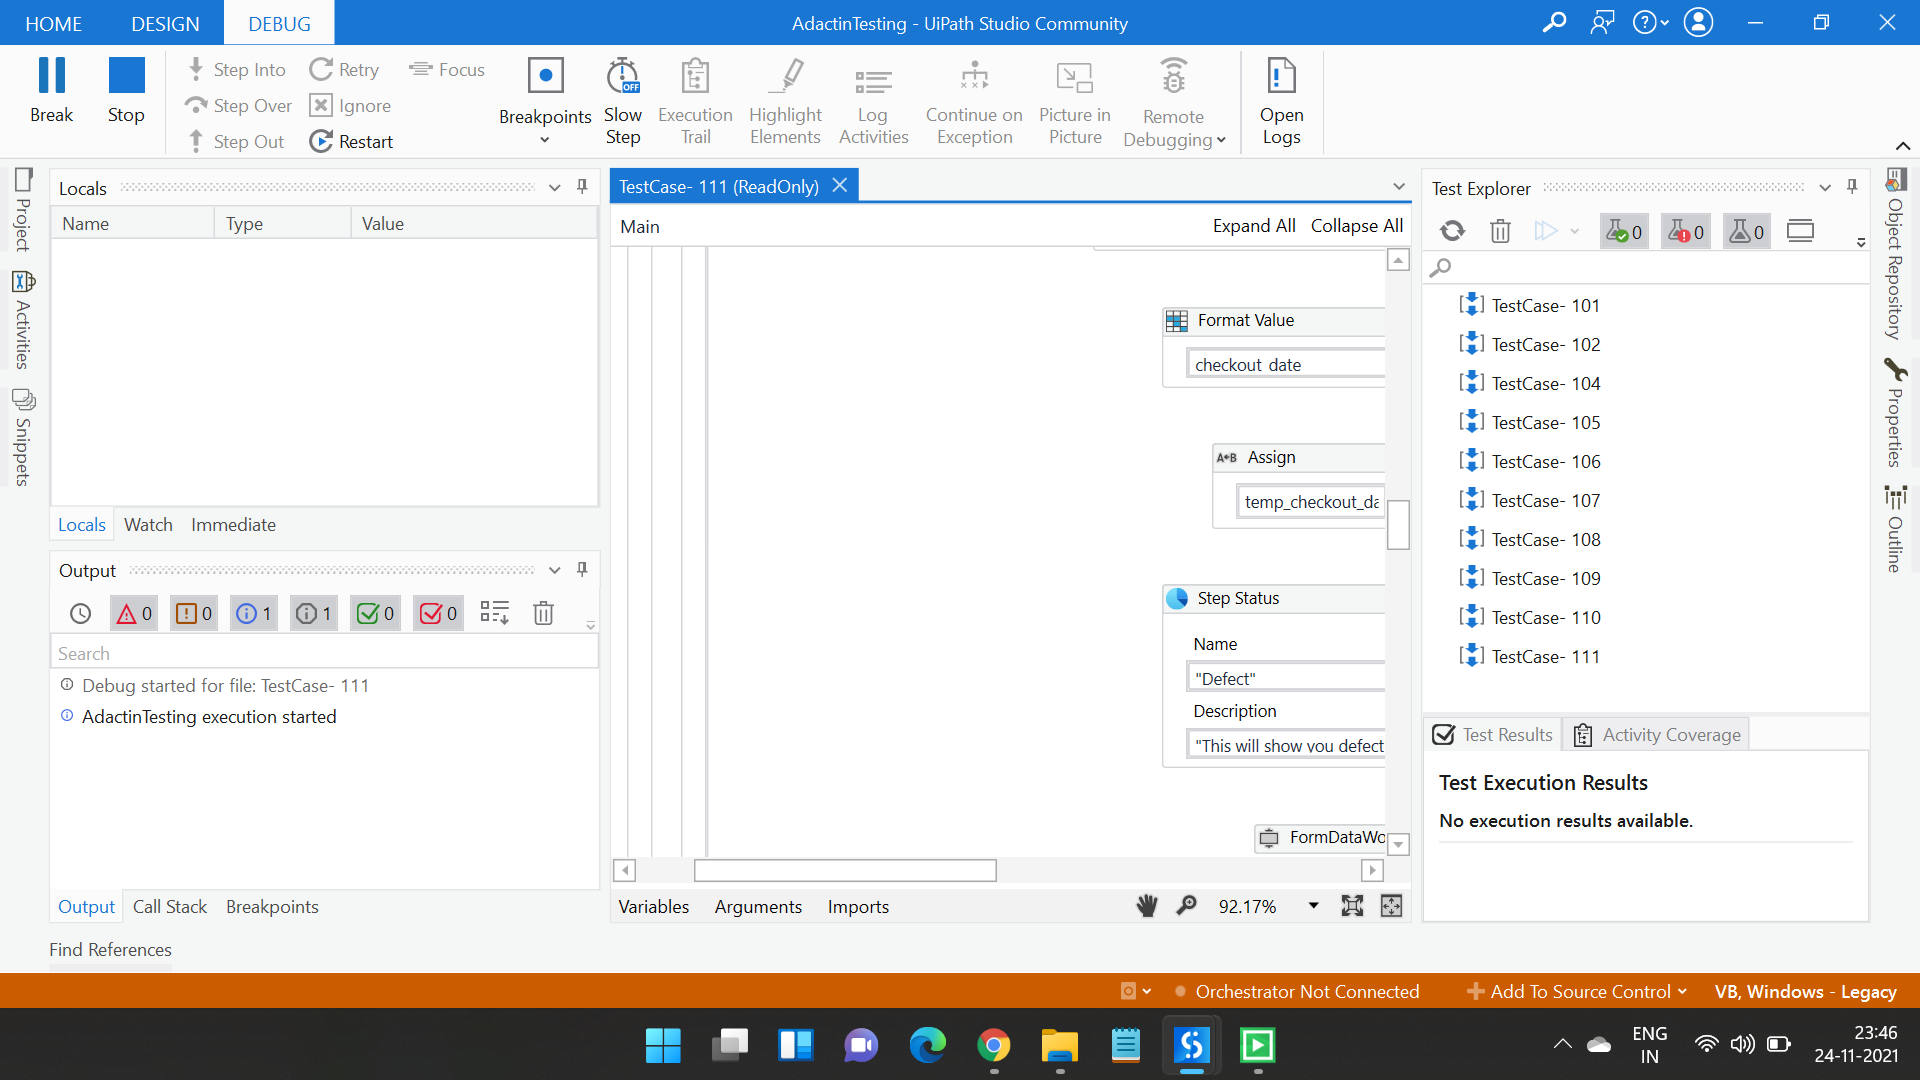 HOME DESIGN DEBUG
AdactinTesting - UiPath Studio Community
Break
Stop
Step Into
Step Over
Step Out
Retry
Ignore
Restart
Focus
Breakpoints
Slow
Step
OFF
Execution
Trail
Highlight
Elements
Log
Activities
Continue on
Exception
Picture in
Picture
Remote
Debugging
Open
Logs
Project
Activities
Snippets
Locals
Name Type Value
Locals Watch Immediate
Output
0 0 1 1 0 0
Search
Debug started for file: TestCase- 111
AdactinTesting execution started
Output Call Stack Breakpoints
Find References
TestCase- 111 (ReadOnly)
Main
Expand All Collapse All
Format Value
checkout_date
A+B Assign
temp_checkout_da
Step Status
Name
"Defect"
Description
"This will show you defect
FormDataWo
Variables Arguments Imports
92.17%
Test Explorer
0 0 0
TestCase- 101
TestCase- 102
TestCase- 104
TestCase- 105
TestCase- 106
TestCase- 107
TestCase- 108
TestCase- 109
TestCase- 110
TestCase- 111
Test Results Activity Coverage
Test Execution Results
No execution results available.
Object Repository
Properties
Outline
Orchestrator Not Connected
Add To Source Control
VB, Windows - Legacy
ENG
IN
23:46
24-11-2021